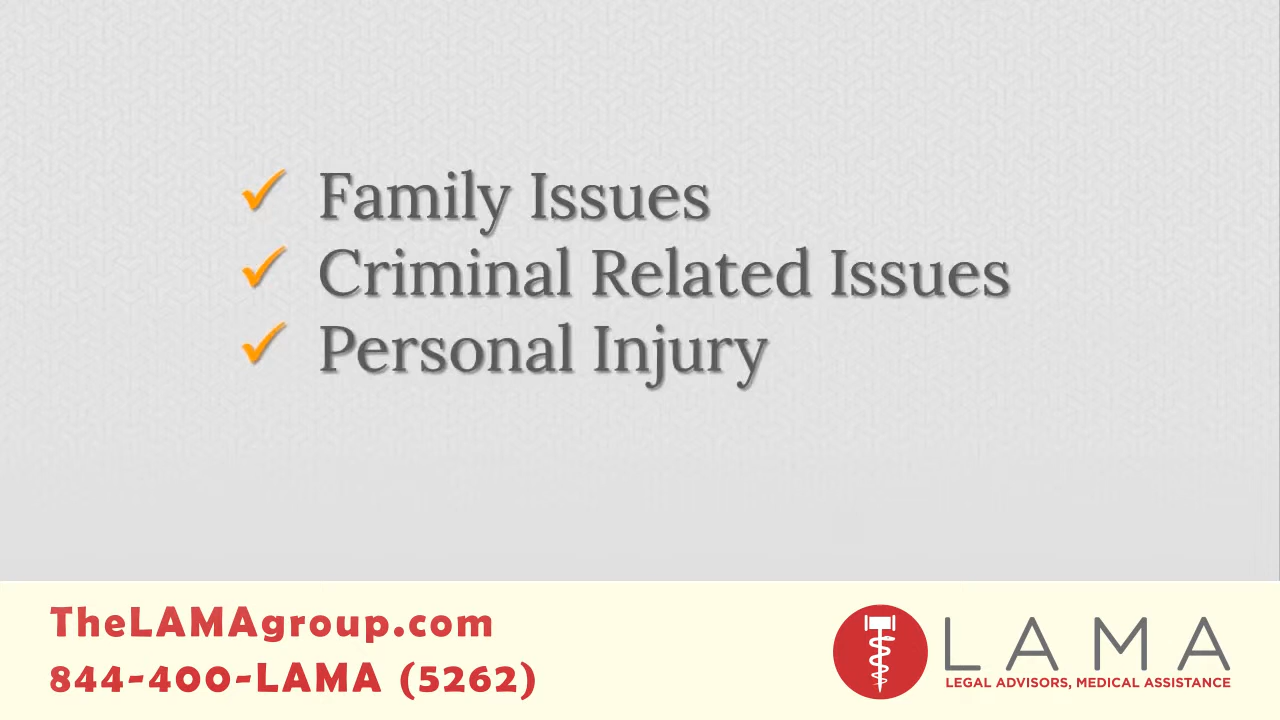 Family Issues
Criminal Related Issues
Personal Injury
TheLAMAgroup.com
844-400-LAMA (5262)
LAMA
LEGAL ADVISORS, MEDICAL ASSISTANCE